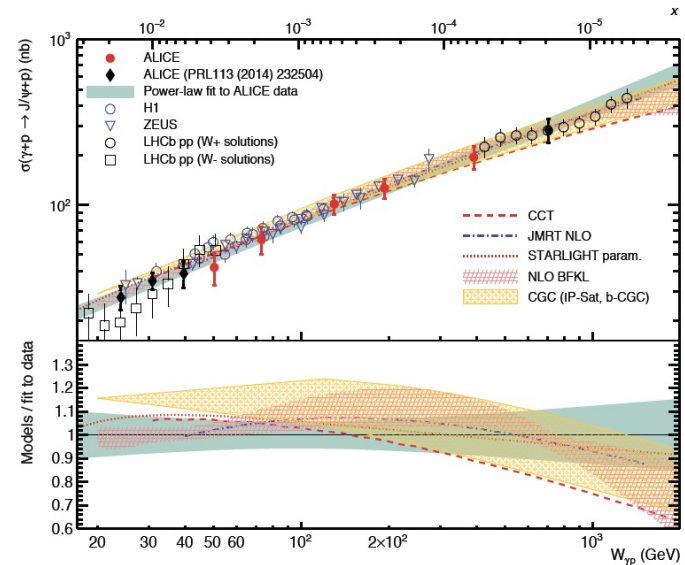 10⁻² 10⁻³ 10⁻⁴ 10⁻⁵ x
σ(γ+p → J/ψ+p) (nb)
10³
10²
ALICE
ALICE (PRL113 (2014) 232504)
Power-law fit to ALICE data
H1
ZEUS
LHCb pp (W+ solutions)
LHCb pp (W- solutions)
CCT
JMRT NLO
STARLIGHT param.
NLO BFKL
CGC (IP-Sat, b-CGC)
Models / fit to data
1.3
1.2
1.1
1
0.9
0.8
0.7
0.6
20 30 40 50 60 10² 2×10² 10³
Wγp (GeV)